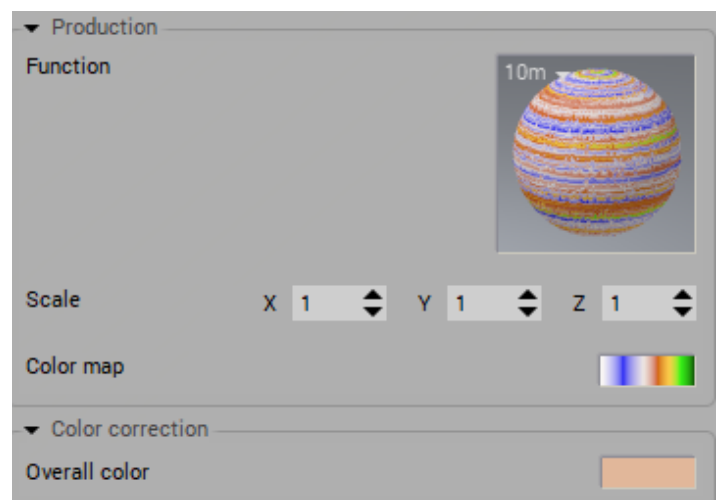 Production
Function
10m
Scale X 1 Y 1 Z 1
Color map
Color correction
Overall color